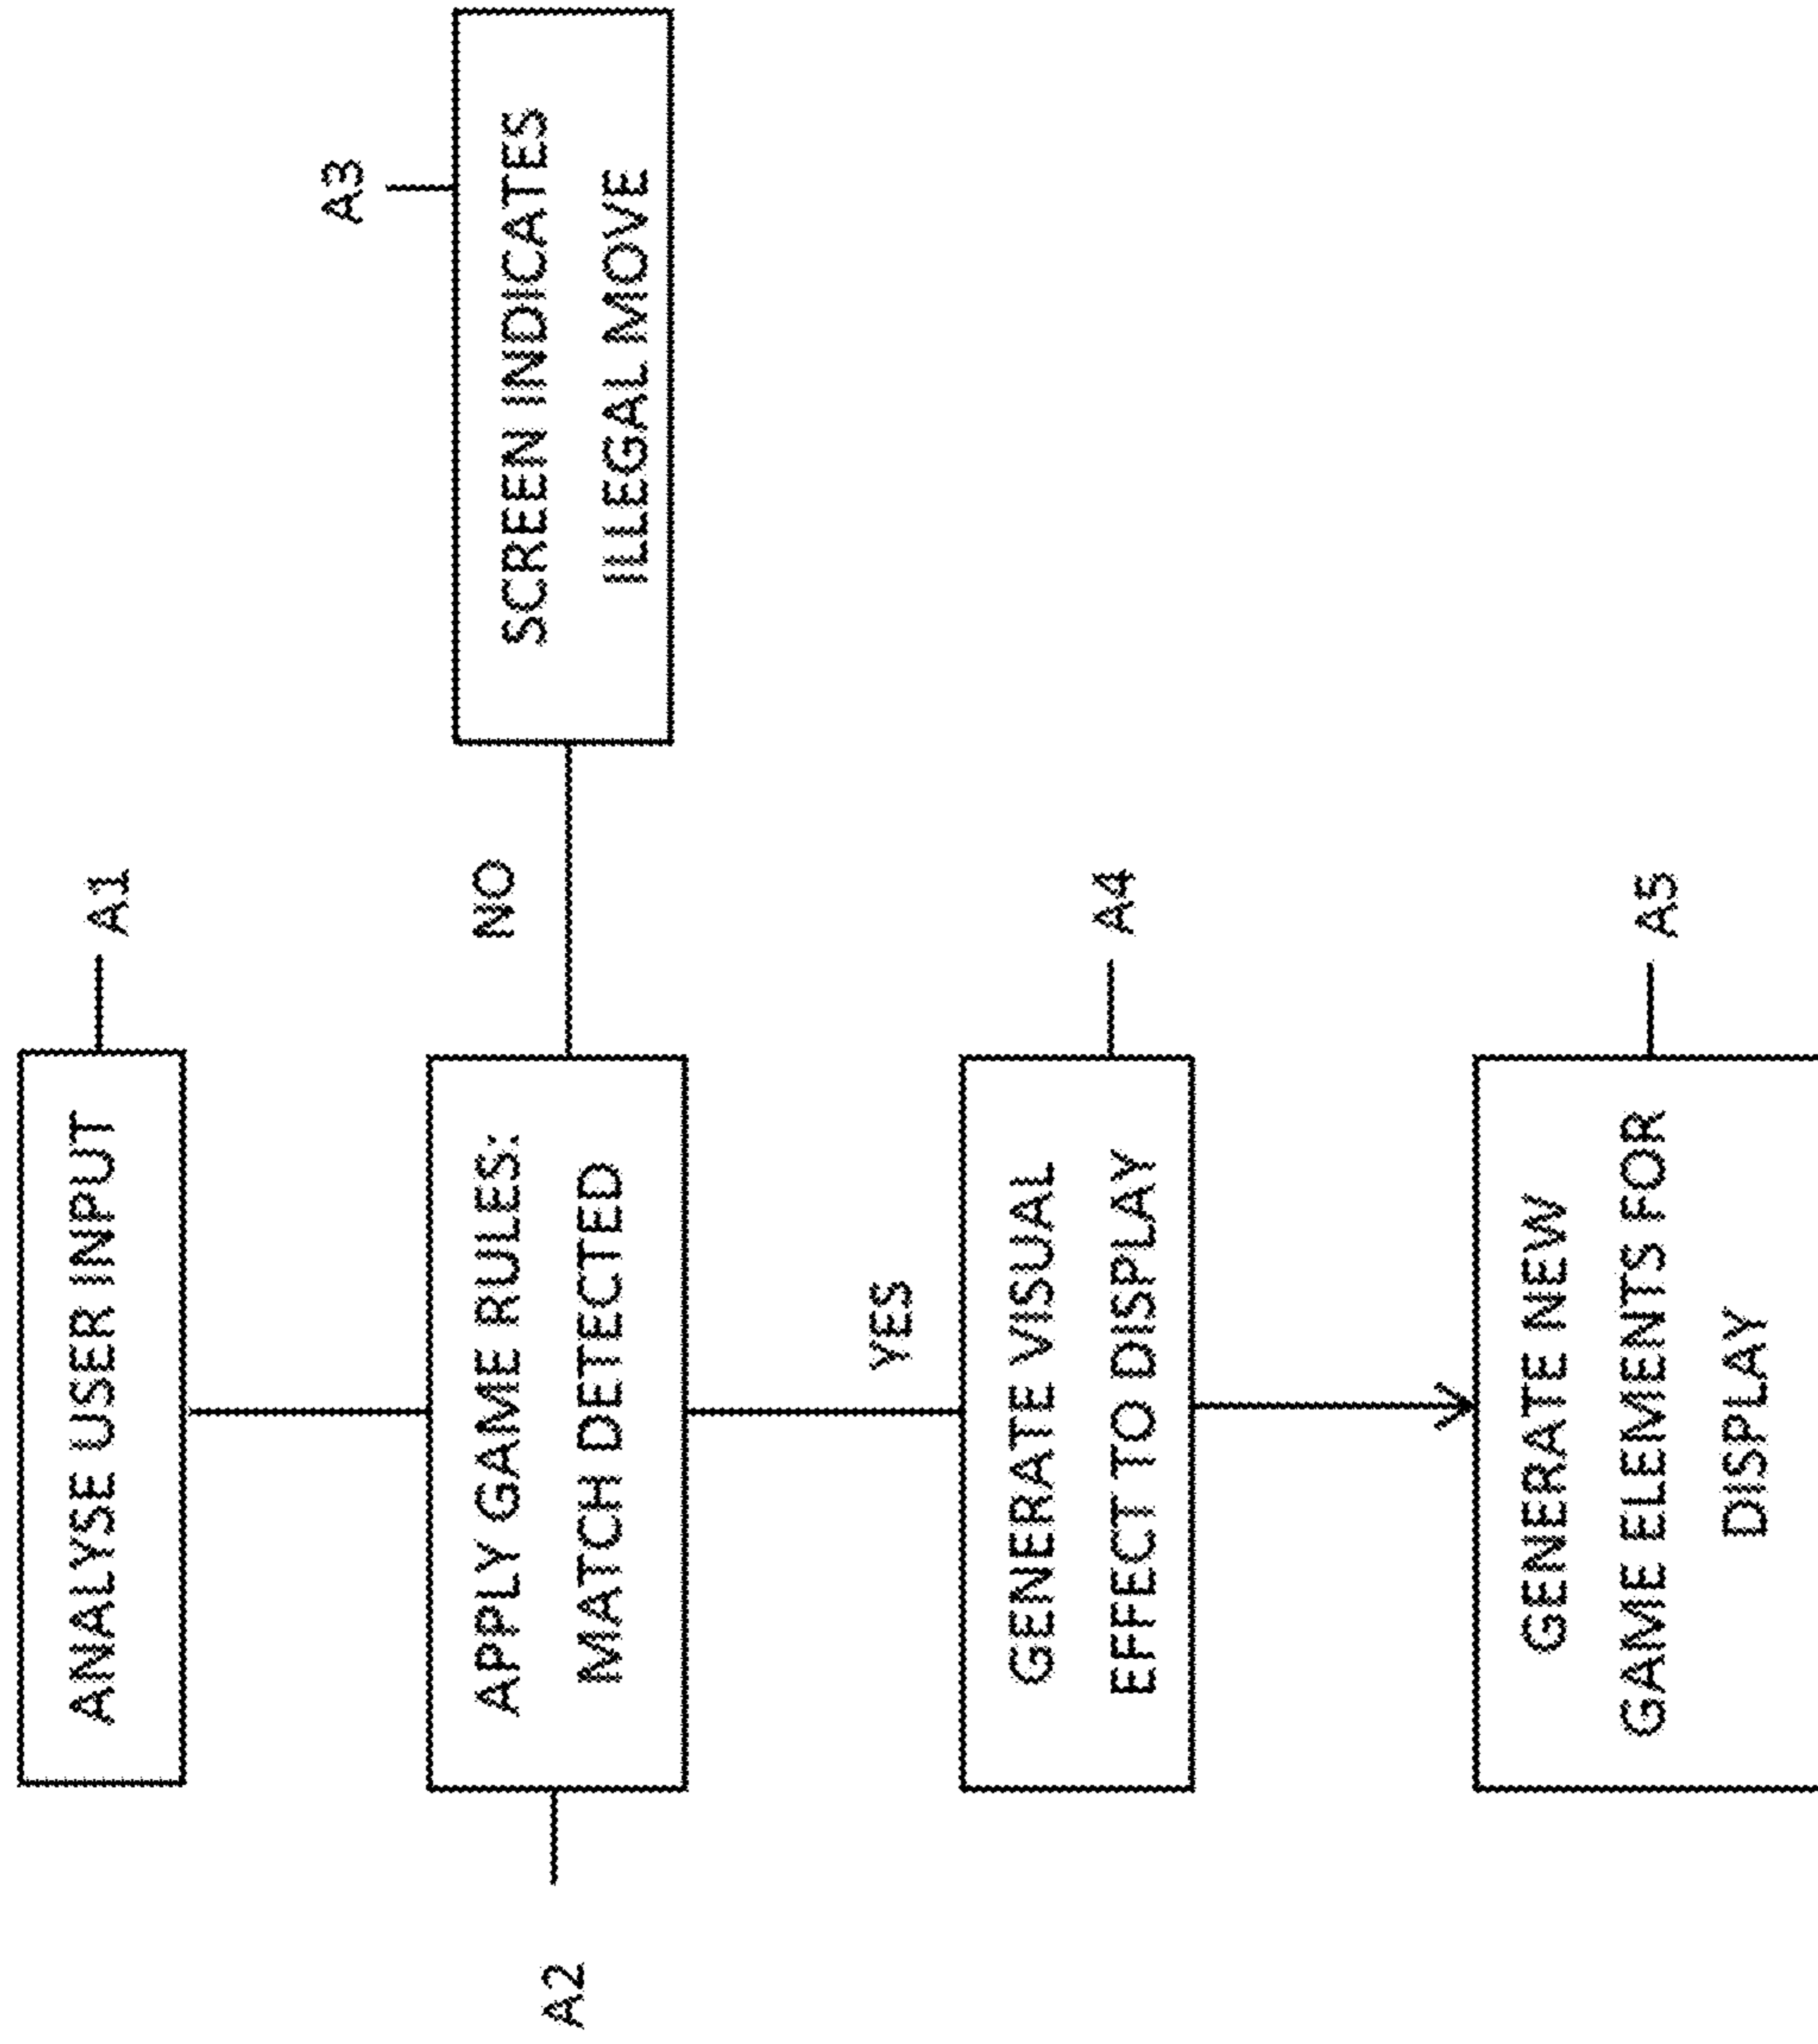 ANALYSE USER INPUT
A1
APPLY GAME RULES:
MATCH DETECTED
A2
NO
SCREEN INDICATES
ILLEGAL MOVE
A3
YES
GENERATE VISUAL
EFFECT TO DISPLAY
A4
GENERATE NEW
GAME ELEMENTS FOR
DISPLAY
A5